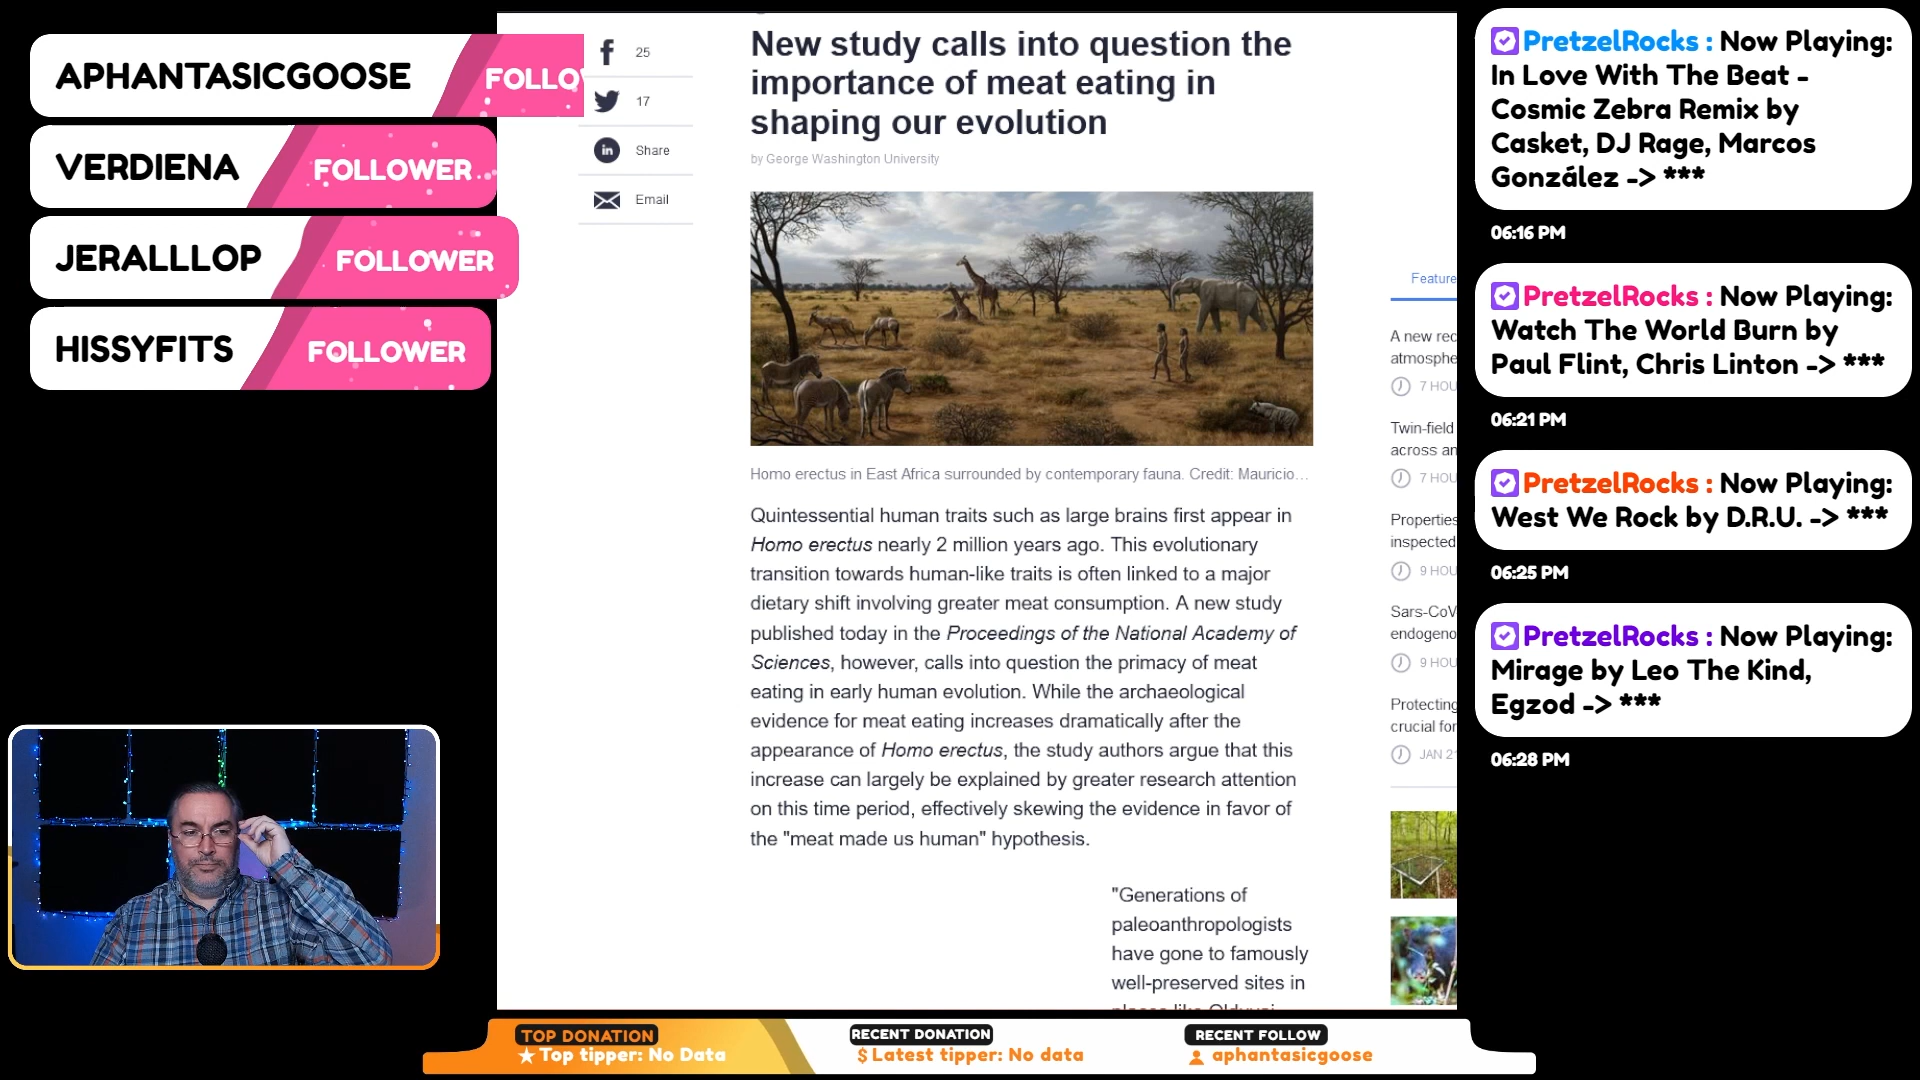 APHANTASICGOOSE
FOLLO
VERDIENA
FOLLOWER
JERALLLOP
FOLLOWER
HISSYFITS
FOLLOWER
25
17
Share
Email
New study calls into question the
importance of meat eating in
shaping our evolution
by George Washington University
Homo erectus in East Africa surrounded by contemporary fauna. Credit: Mauricio...
Quintessential human traits such as large brains first appear in
Homo erectus nearly 2 million years ago. This evolutionary
transition towards human-like traits is often linked to a major
dietary shift involving greater meat consumption. A new study
published today in the Proceedings of the National Academy of
Sciences, however, calls into question the primacy of meat
eating in early human evolution. While the archaeological
evidence for meat eating increases dramatically after the
appearance of Homo erectus, the study authors argue that this
increase can largely be explained by greater research attention
on this time period, effectively skewing the evidence in favor of
the "meat made us human" hypothesis.
"Generations of
paleoanthropologists
have gone to famously
well-preserved sites in
places like Olduvai
Feature
A new rec
atmosphe
7 HOU
Twin-field
across an
7 HOU
Properties
inspected
9 HOU
Sars-CoV
endogeno
9 HOU
Protecting
crucial for
JAN 21
PretzelRocks : Now Playing:
In Love With The Beat -
Cosmic Zebra Remix by
Casket, DJ Rage, Marcos
González -> ***
06:16 PM
PretzelRocks : Now Playing:
Watch The World Burn by
Paul Flint, Chris Linton -> ***
06:21 PM
PretzelRocks : Now Playing:
West We Rock by D.R.U. -> ***
06:25 PM
PretzelRocks : Now Playing:
Mirage by Leo The Kind,
Egzod -> ***
06:28 PM
TOP DONATION
Top tipper: No Data
RECENT DONATION
$ Latest tipper: No data
RECENT FOLLOW
aphantasicgoose